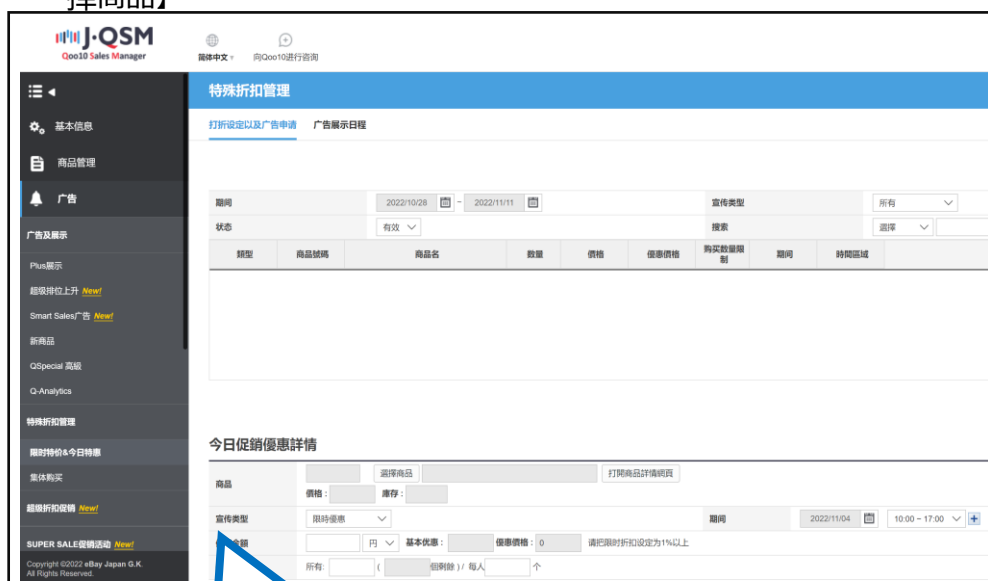 择商品】
J·QSM
Qoo10 Sales Manager
简体中文
向Qoo10进行咨询
基本信息
商品管理
广告
广告及展示
Plus展示
超级排位上升 New!
Smart Sales广告 New!
新商品
QSpecial 高級
Q-Analytics
特殊折扣管理
限时特价&今日特惠
集体购买
超级折扣促销 New!
SUPER SALE促销活动 New!
Copyright ©2022 eBay Japan G.K.
All Rights Reserved.
特殊折扣管理
打折设定以及广告申请 广告展示日程
期间 2022/10/28 ~ 2022/11/11 宣传类型 所有
状态 有效 搜索 選擇
類型 商品號碼 商品名 数量 價格 優惠價格 购买数量限制 期间 時間區域
今日促銷優惠詳情
商品 選擇商品 打開商品詳情網頁
價格 : 庫存 :
宣传类型 限時優惠 期间 2022/11/04 10:00 ~ 17:00
金額 円 基本优惠 : 優惠價格 : 0 请把限时折扣设定为1%以上
所有: ( 個剩餘 ) / 每人 个